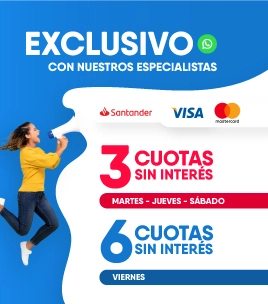 EXCLUSIVO
CON NUESTROS ESPECIALISTAS
Santander VISA mastercard
3 CUOTAS
SIN INTERÉS
MARTES - JUEVES - SÁBADO
6 CUOTAS
SIN INTERÉS
VIERNES